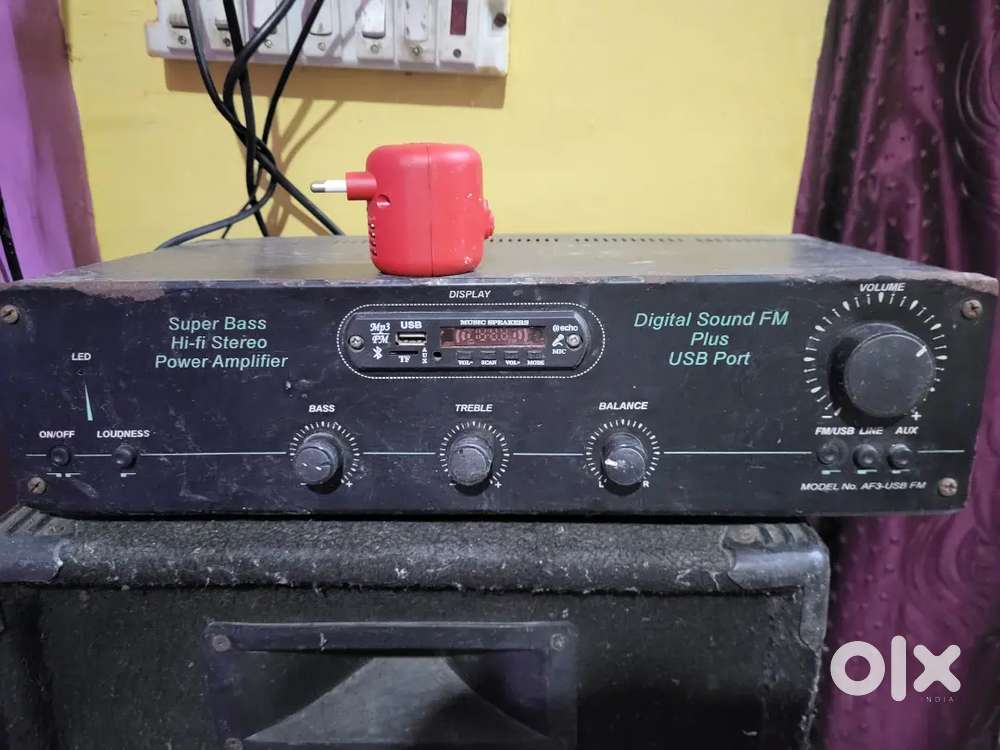 DISPLAY
VOLUME
Super Bass
Hi-fi Stereo
Power Amplifier
Mp3
FM
USB
TF
AUX
MUSIC SPEAKERS
echo
MIC
VOL- SCAN VOL+ MODE
Digital Sound FM
Plus
USB Port
LED
ON/OFF LOUDNESS
BASS
TREBLE
BALANCE
- +
- +
L R
- +
FM/USB LINE AUX
MODEL No. AF3-USB FM
olx
INDIA